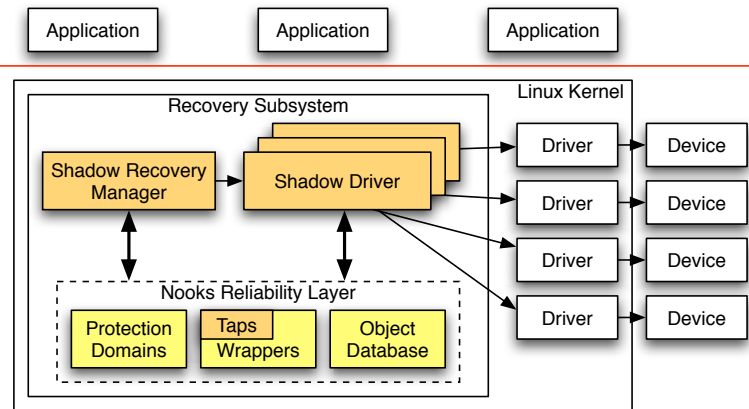 Application
Application
Application
Linux Kernel
Recovery Subsystem
Shadow Recovery
Manager
Shadow Driver
Driver
Device
Driver
Device
Driver
Device
Driver
Device
Nooks Reliability Layer
Protection
Domains
Taps
Wrappers
Object
Database